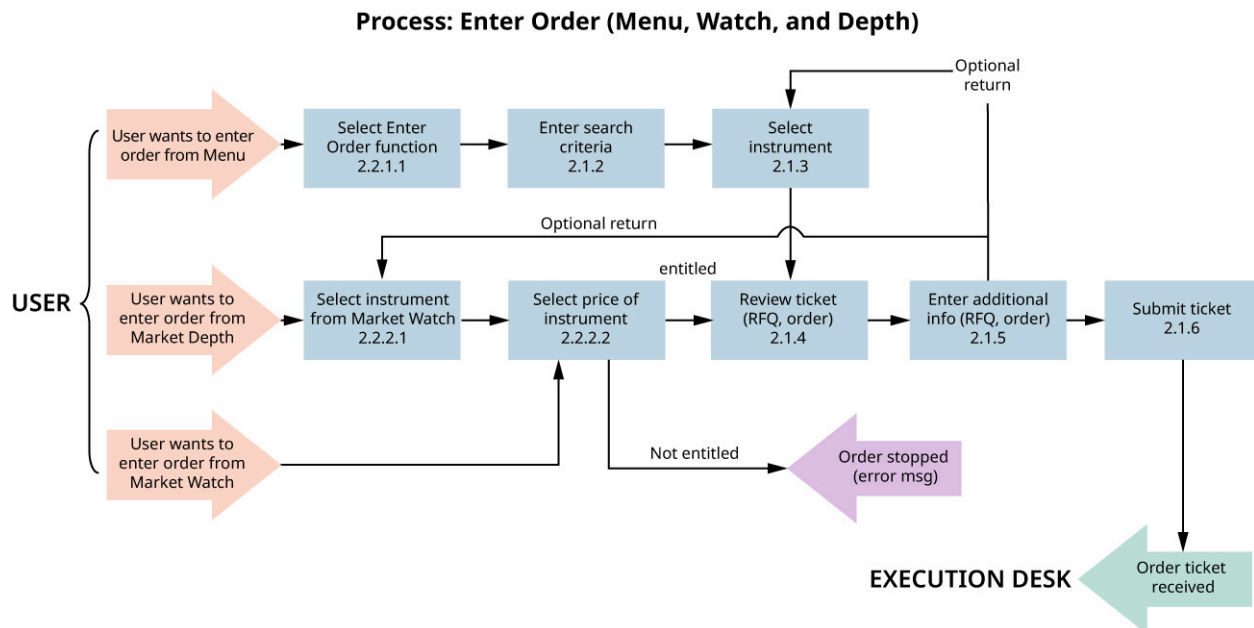 Process: Enter Order (Menu, Watch, and Depth)
Optional
return
User wants to enter
order from Menu
Select Enter
Order function
2.2.1.1
Enter search
criteria
2.1.2
Select
instrument
2.1.3
Optional return
entitled
USER
User wants to
enter order from
Market Depth
Select instrument
from Market Watch
2.2.2.1
Select price of
instrument
2.2.2.2
Review ticket
(RFQ, order)
2.1.4
Enter additional
info (RFQ, order)
2.1.5
Submit ticket
2.1.6
User wants to
enter order from
Market Watch
Not entitled
Order stopped
(error msg)
EXECUTION DESK
Order ticket
received